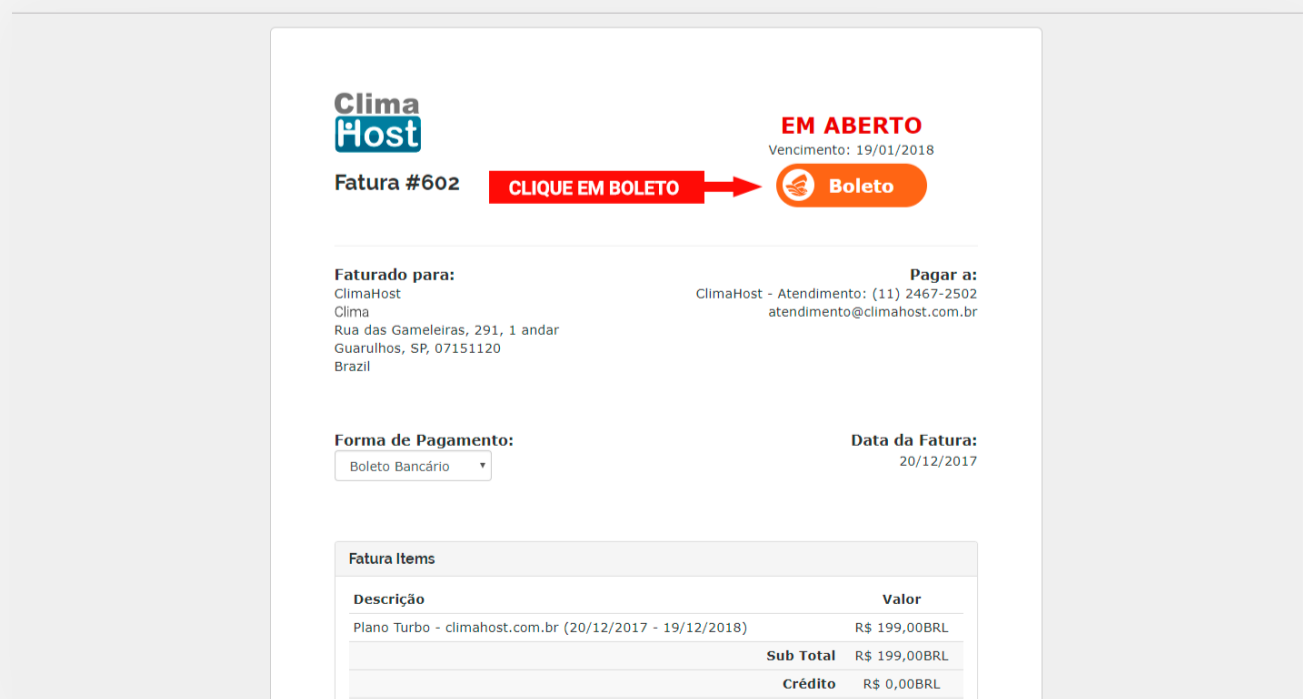 Clima
Host
EM ABERTO
Vencimento: 19/01/2018
Fatura #602
CLIQUE EM BOLETO
Boleto
Faturado para:
ClimaHost
Clima
Rua das Gameleiras, 291, 1 andar
Guarulhos, SP, 07151120
Brazil
Pagar a:
ClimaHost - Atendimento: (11) 2467-2502
atendimento@climahost.com.br
Forma de Pagamento:
Boleto Bancário
Data da Fatura:
20/12/2017
Fatura Items
Descrição Valor
Plano Turbo - climahost.com.br (20/12/2017 - 19/12/2018) R$ 199,00BRL
Sub Total R$ 199,00BRL
Crédito R$ 0,00BRL